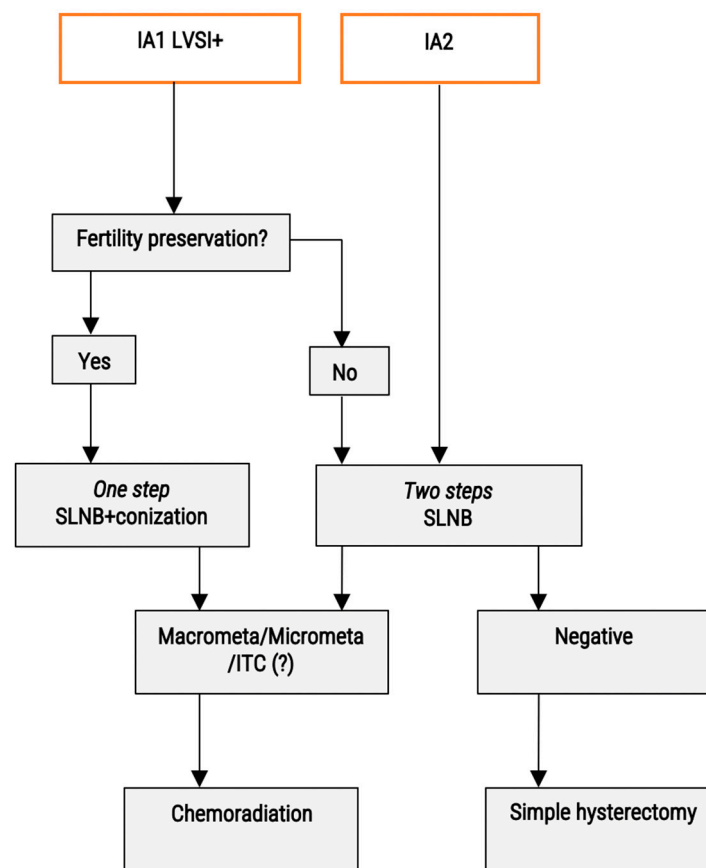 IA1 LVSI+
IA2
Fertility preservation?
Yes
No
One step
SLNB+conization
Two steps
SLNB
Macrometa/Micrometa
/ITC (?)
Negative
Chemoradiation
Simple hysterectomy